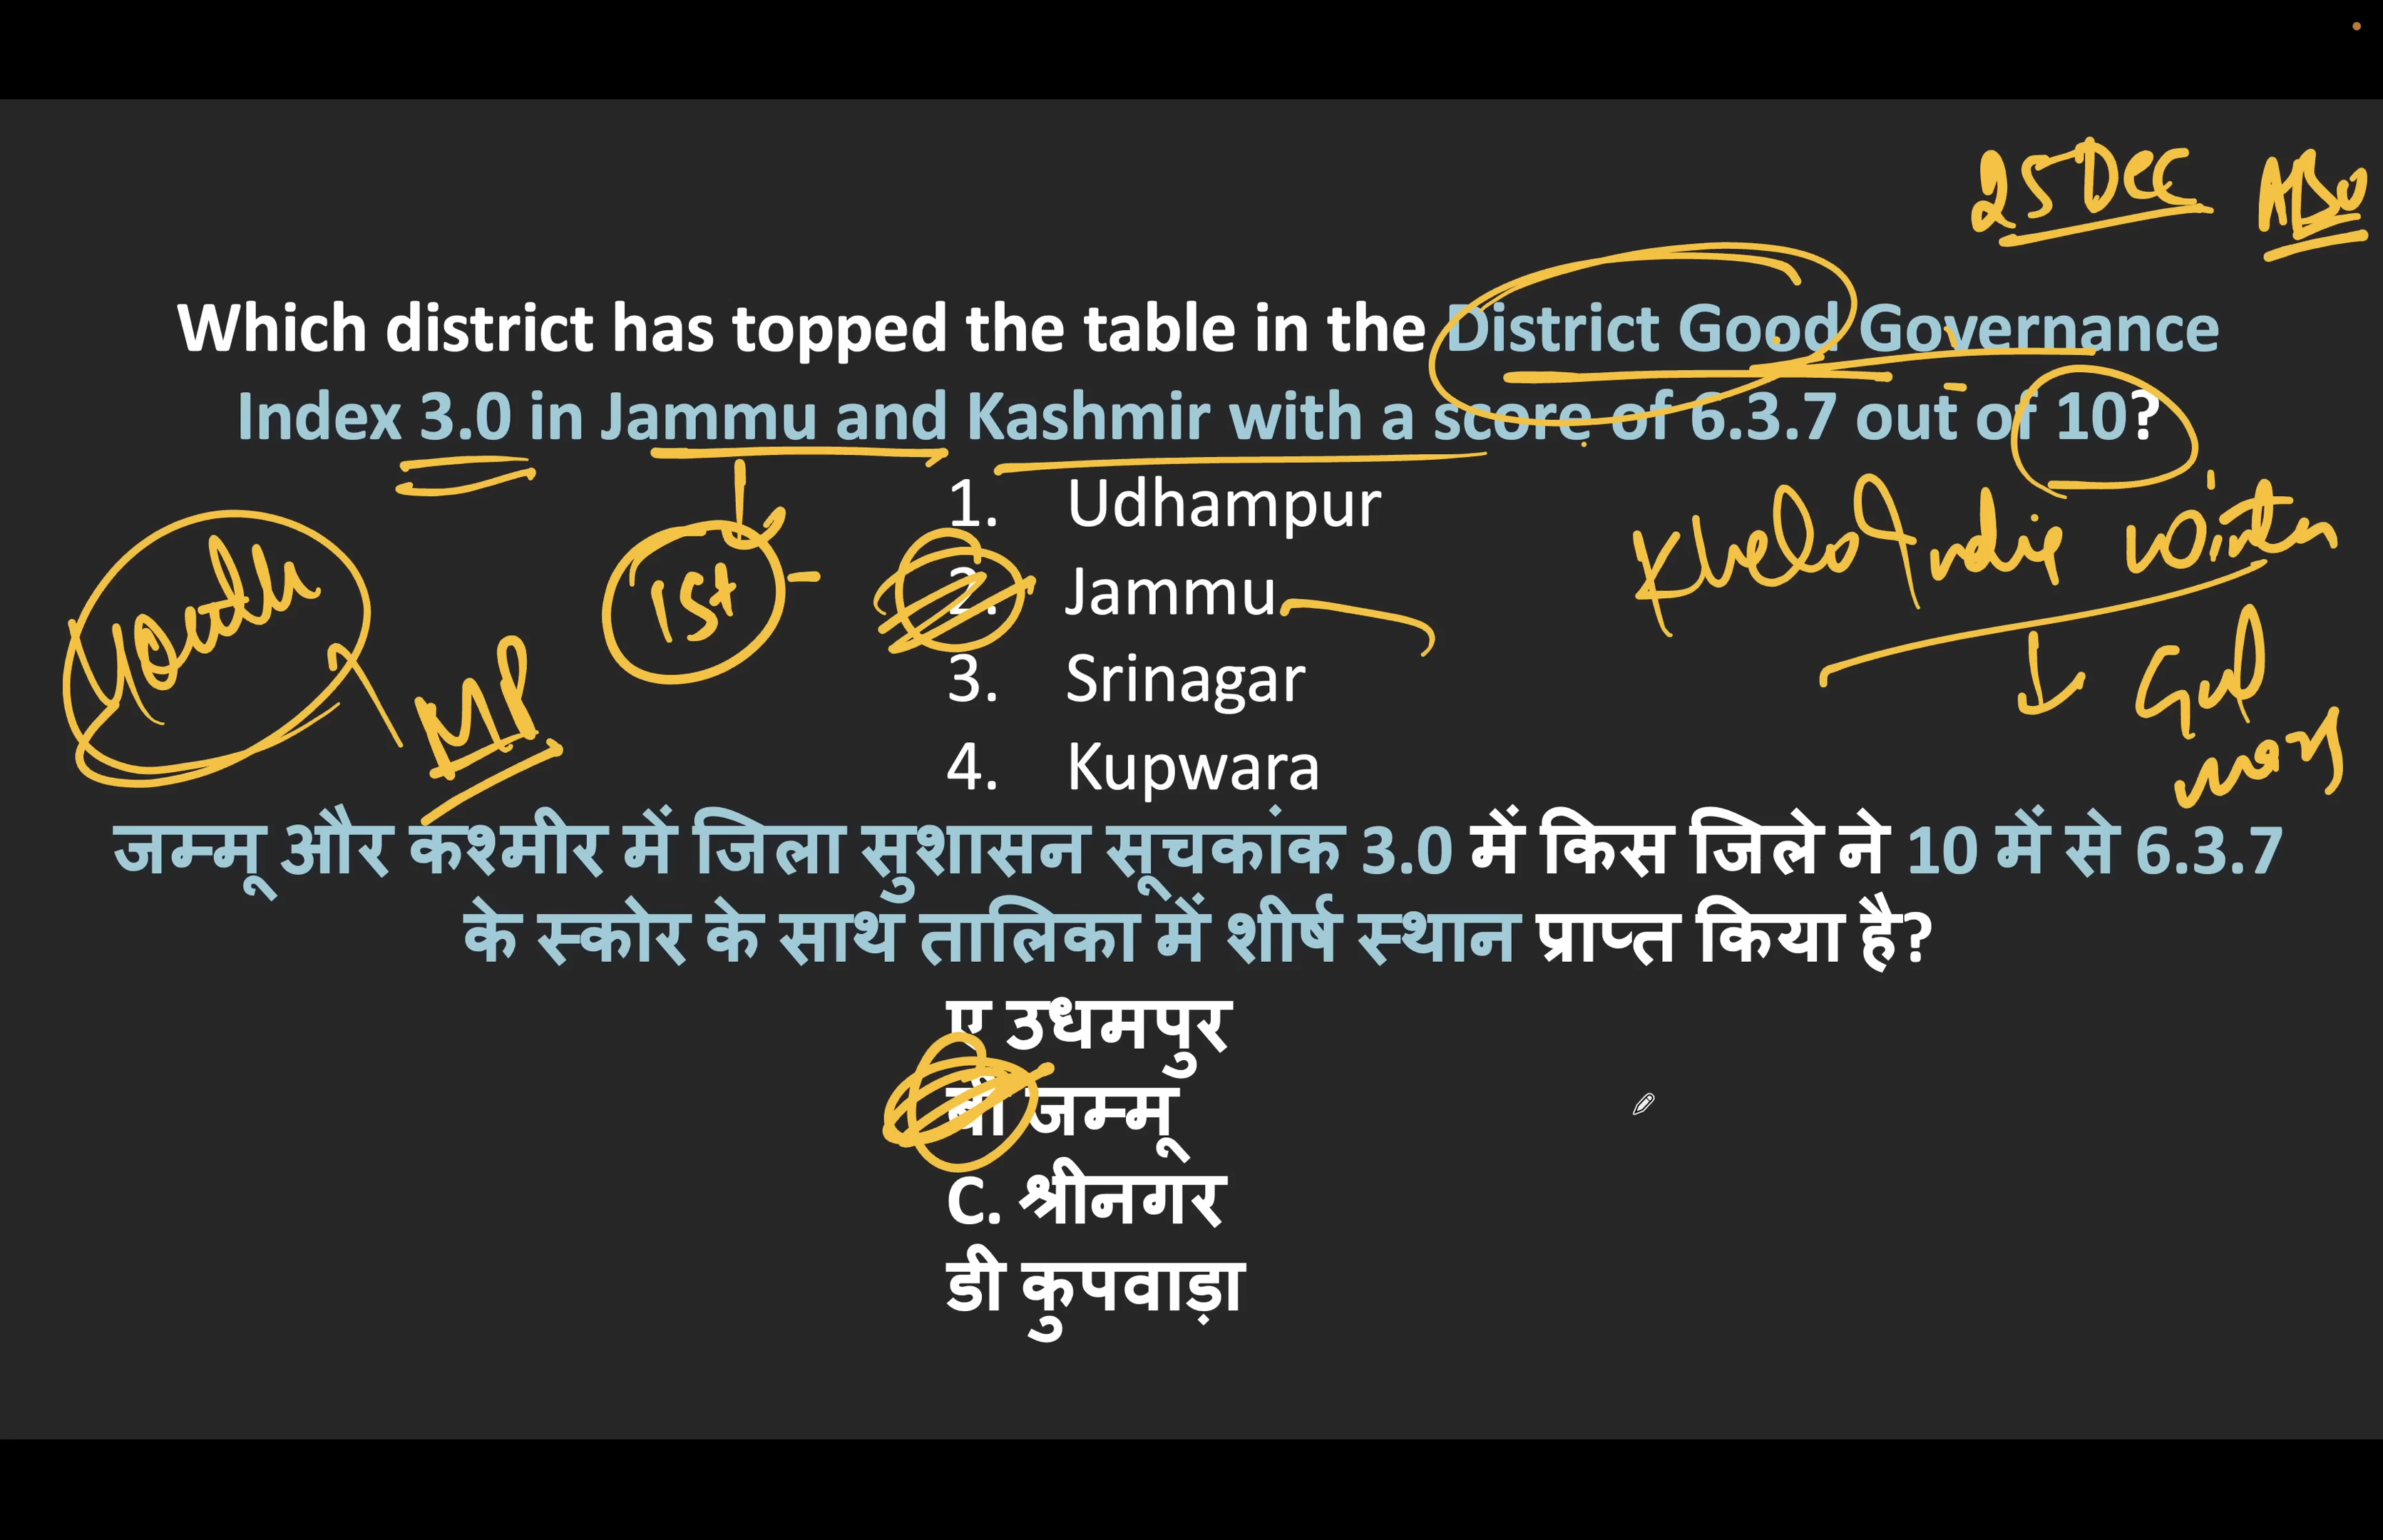 25 DEC
Which district has topped the table in the District Good Governance
Index 3.0 in Jammu and Kashmir with a score of 6.3.7 out of 10?
1. Udhampur
2. Jammu
3. Srinagar
4. Kupwara
1st
MP
Khelo India winter
Gul
marg
जम्मू और कश्मीर में जिला सुशासन सूचकांक 3.0 में किस जिले ने 10 में से 6.3.7
के स्कोर के साथ तालिका में शीर्ष स्थान प्राप्त किया है?
ए उधमपुर
बी जम्मू
C. श्रीनगर
डी कुपवाड़ा